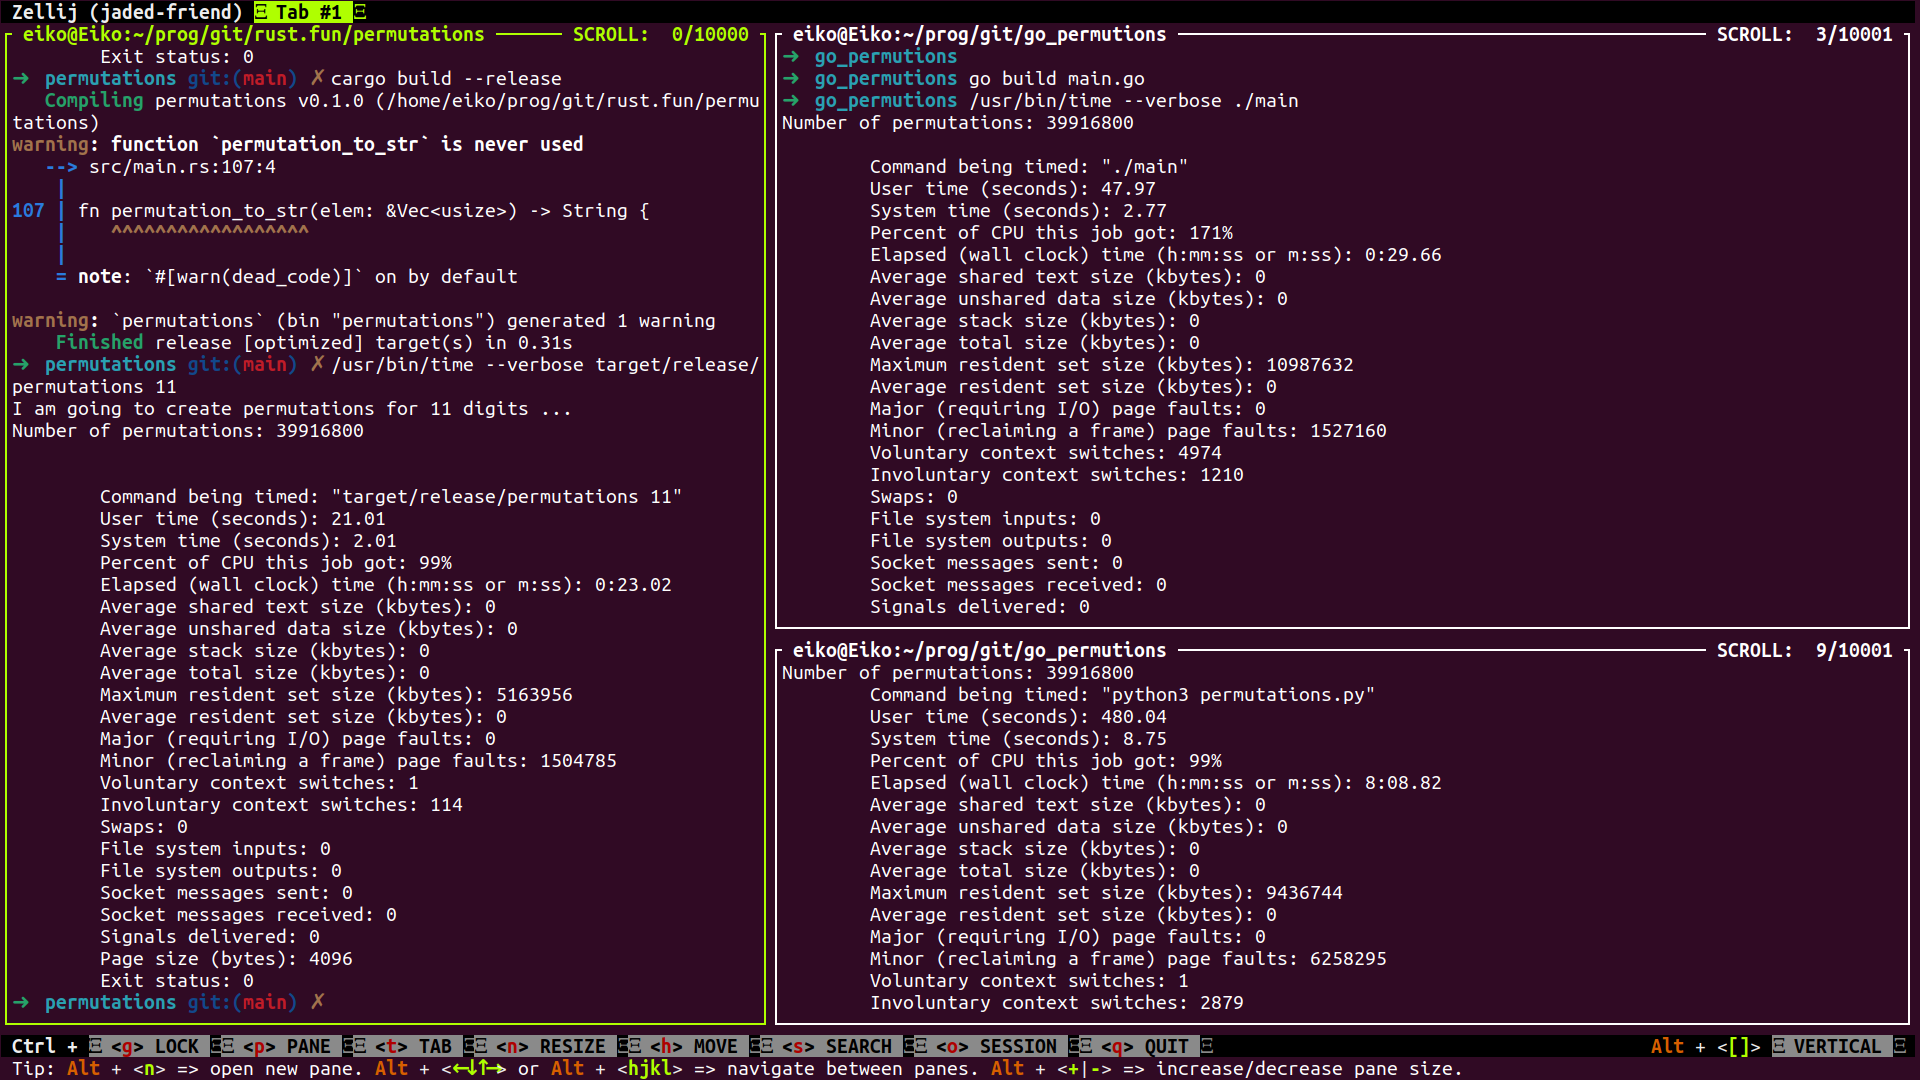 Zellij (jaded-friend) Tab #1
eiko@Eiko:~/prog/git/rust.fun/permutations SCROLL: 0/10000
Exit status: 0
➜ permutations git:(main) ✗ cargo build --release
Compiling permutations v0.1.0 (/home/eiko/prog/git/rust.fun/permu
tations)
warning: function `permutation_to_str` is never used
--> src/main.rs:107:4
|
107 | fn permutation_to_str(elem: &Vec<usize>) -> String {
| ^^^^^^^^^^^^^^^^^^
|
= note: `#[warn(dead_code)]` on by default
warning: `permutations` (bin "permutations") generated 1 warning
Finished release [optimized] target(s) in 0.31s
➜ permutations git:(main) ✗ /usr/bin/time --verbose target/release/
permutations 11
I am going to create permutations for 11 digits ...
Number of permutations: 39916800
Command being timed: "target/release/permutations 11"
User time (seconds): 21.01
System time (seconds): 2.01
Percent of CPU this job got: 99%
Elapsed (wall clock) time (h:mm:ss or m:ss): 0:23.02
Average shared text size (kbytes): 0
Average unshared data size (kbytes): 0
Average stack size (kbytes): 0
Average total size (kbytes): 0
Maximum resident set size (kbytes): 5163956
Average resident set size (kbytes): 0
Major (requiring I/O) page faults: 0
Minor (reclaiming a frame) page faults: 1504785
Voluntary context switches: 1
Involuntary context switches: 114
Swaps: 0
File system inputs: 0
File system outputs: 0
Socket messages sent: 0
Socket messages received: 0
Signals delivered: 0
Page size (bytes): 4096
Exit status: 0
➜ permutations git:(main) ✗
eiko@Eiko:~/prog/git/go_permutions SCROLL: 3/10001
➜ go_permutions
➜ go_permutions go build main.go
➜ go_permutions /usr/bin/time --verbose ./main
Number of permutations: 39916800
Command being timed: "./main"
User time (seconds): 47.97
System time (seconds): 2.77
Percent of CPU this job got: 171%
Elapsed (wall clock) time (h:mm:ss or m:ss): 0:29.66
Average shared text size (kbytes): 0
Average unshared data size (kbytes): 0
Average stack size (kbytes): 0
Average total size (kbytes): 0
Maximum resident set size (kbytes): 10987632
Average resident set size (kbytes): 0
Major (requiring I/O) page faults: 0
Minor (reclaiming a frame) page faults: 1527160
Voluntary context switches: 4974
Involuntary context switches: 1210
Swaps: 0
File system inputs: 0
File system outputs: 0
Socket messages sent: 0
Socket messages received: 0
Signals delivered: 0
eiko@Eiko:~/prog/git/go_permutions SCROLL: 9/10001
Number of permutations: 39916800
Command being timed: "python3 permutations.py"
User time (seconds): 480.04
System time (seconds): 8.75
Percent of CPU this job got: 99%
Elapsed (wall clock) time (h:mm:ss or m:ss): 8:08.82
Average shared text size (kbytes): 0
Average unshared data size (kbytes): 0
Average stack size (kbytes): 0
Average total size (kbytes): 0
Maximum resident set size (kbytes): 9436744
Average resident set size (kbytes): 0
Major (requiring I/O) page faults: 0
Minor (reclaiming a frame) page faults: 6258295
Voluntary context switches: 1
Involuntary context switches: 2879
Ctrl + <g> LOCK <p> PANE <t> TAB <n> RESIZE <h> MOVE <s> SEARCH <o> SESSION <q> QUIT Alt + <[]> VERTICAL
Tip: Alt + <n> => open new pane. Alt + <←↓↑→> or Alt + <hjkl> => navigate between panes. Alt + <+|-> => increase/decrease pane size.